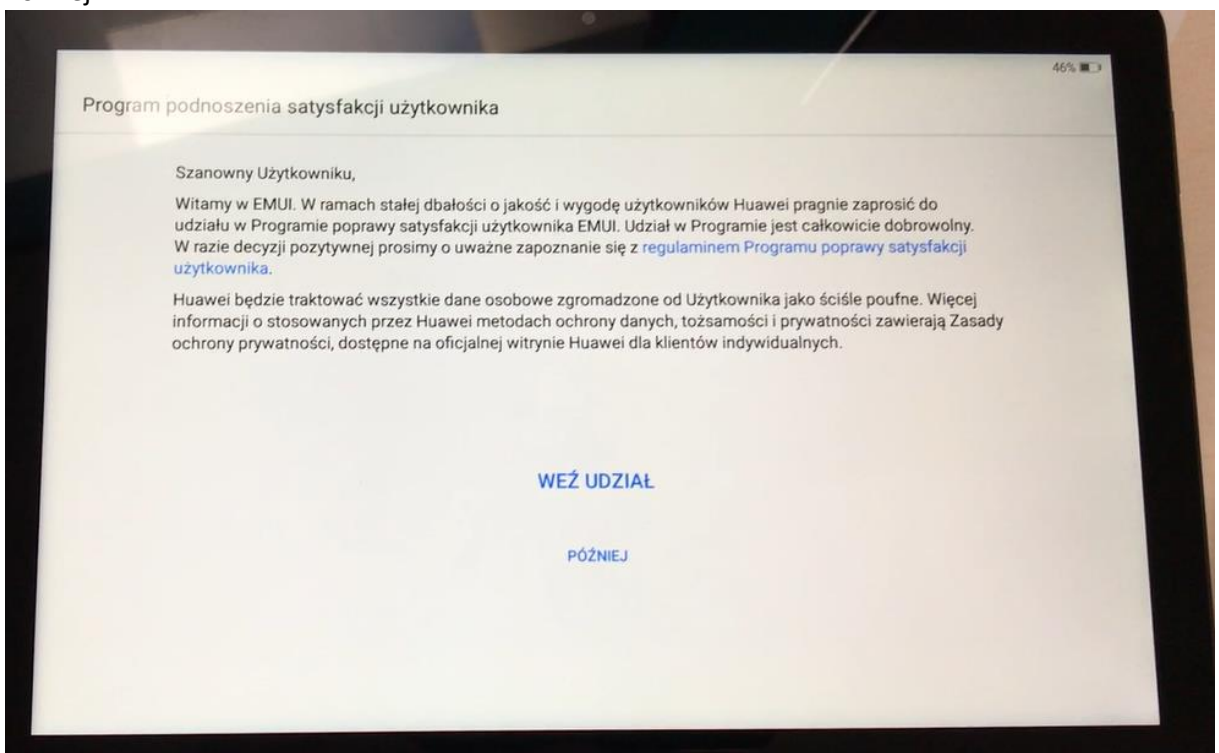 46%
Program podnoszenia satysfakcji użytkownika
Szanowny Użytkowniku,
Witamy w EMUI. W ramach stałej dbałości o jakość i wygodę użytkowników Huawei pragnie zaprosić do
udziału w Programie poprawy satysfakcji użytkownika EMUI. Udział w Programie jest całkowicie dobrowolny.
W razie decyzji pozytywnej prosimy o uważne zapoznanie się z regulaminem Programu poprawy satysfakcji
użytkownika.
Huawei będzie traktować wszystkie dane osobowe zgromadzone od Użytkownika jako ściśle poufne. Więcej
informacji o stosowanych przez Huawei metodach ochrony danych, tożsamości i prywatności zawierają Zasady
ochrony prywatności, dostępne na oficjalnej witrynie Huawei dla klientów indywidualnych.
WEŹ UDZIAŁ
PÓŹNIEJ